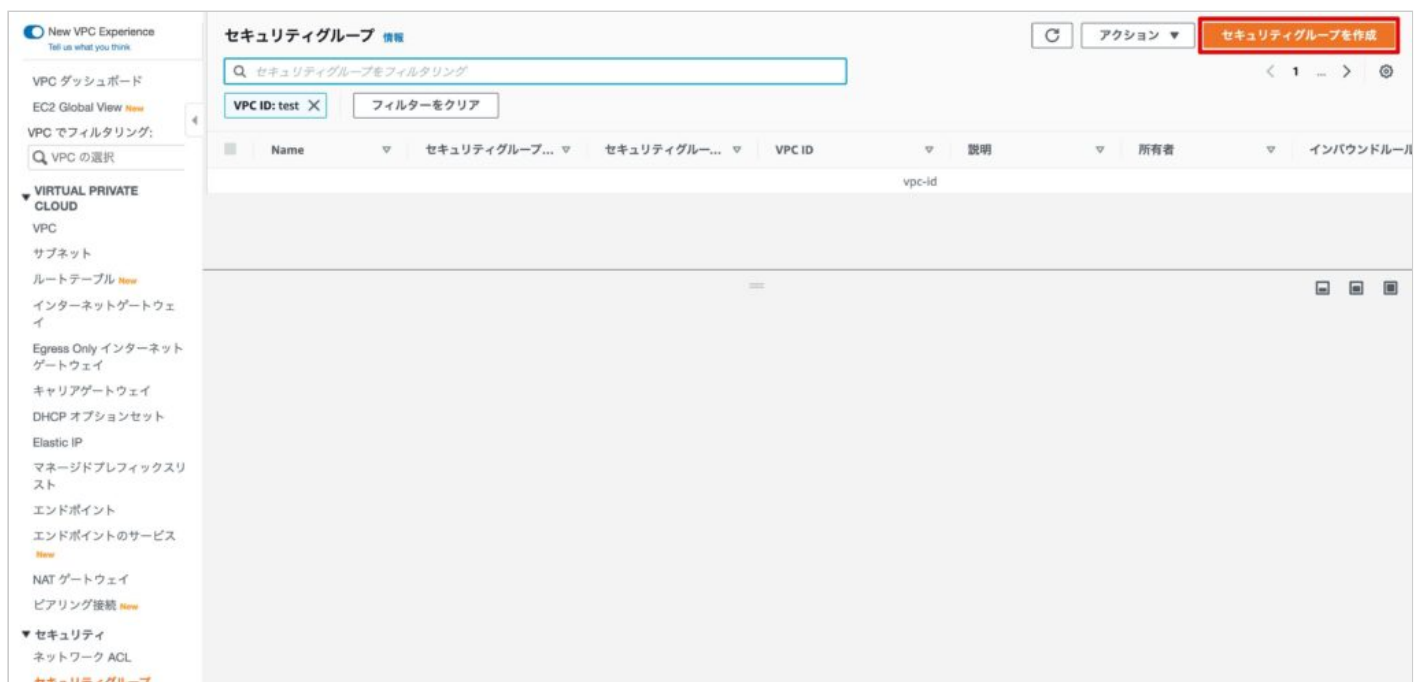 New VPC Experience
Tell us what you think
VPC ダッシュボード
EC2 Global View New
VPC でフィルタリング:
VPC の選択
VIRTUAL PRIVATE
CLOUD
VPC
サブネット
ルートテーブル New
インターネットゲートウェ
イ
Egress Only インターネット
ゲートウェイ
キャリアゲートウェイ
DHCP オプションセット
Elastic IP
マネージドプレフィックスリ
スト
エンドポイント
エンドポイントのサービス
New
NAT ゲートウェイ
ピアリング接続 New
セキュリティ
ネットワーク ACL
セキュリティグループ
セキュリティグループ 情報
アクション
セキュリティグループを作成
セキュリティグループをフィルタリング
1 ...
VPC ID: test
フィルターをクリア
Name セキュリティグループ... セキュリティグルー... VPC ID 説明 所有者 インバウンドルール
vpc-id